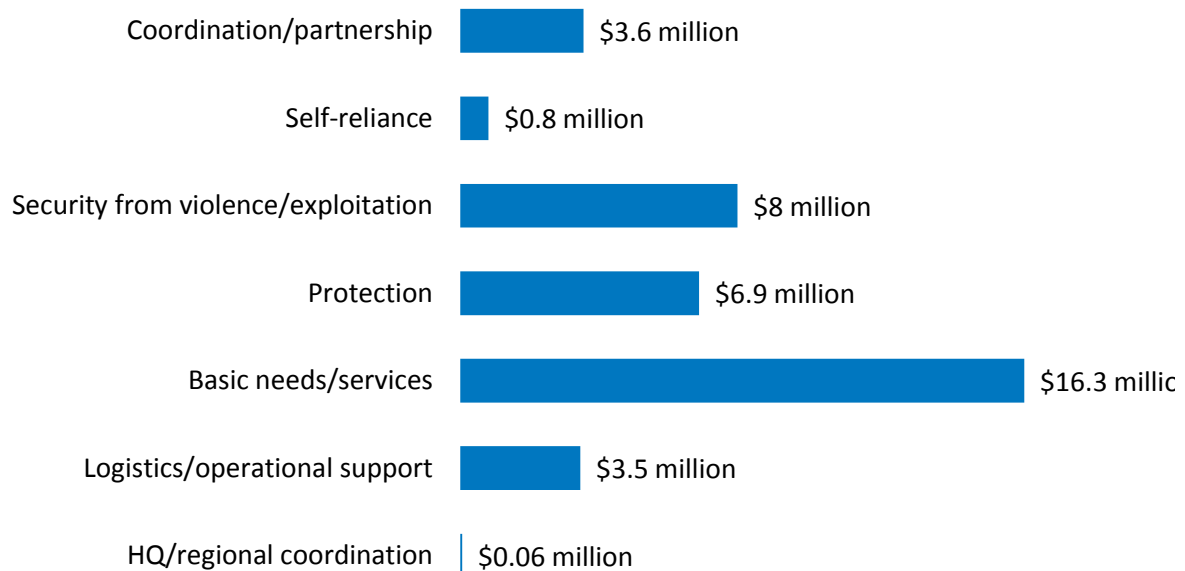 Coordination/partnership $3.6 million
Self-reliance $0.8 million
Security from violence/exploitation $8 million
Protection $6.9 million
Basic needs/services $16.3 millic
Logistics/operational support $3.5 million
HQ/regional coordination $0.06 million